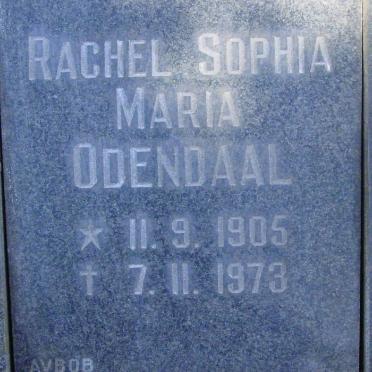 RACHEL SOPHIA
MARIA
ODENDAAL
* 11. 9. 1905
† 7. 11. 1973
AVBOB